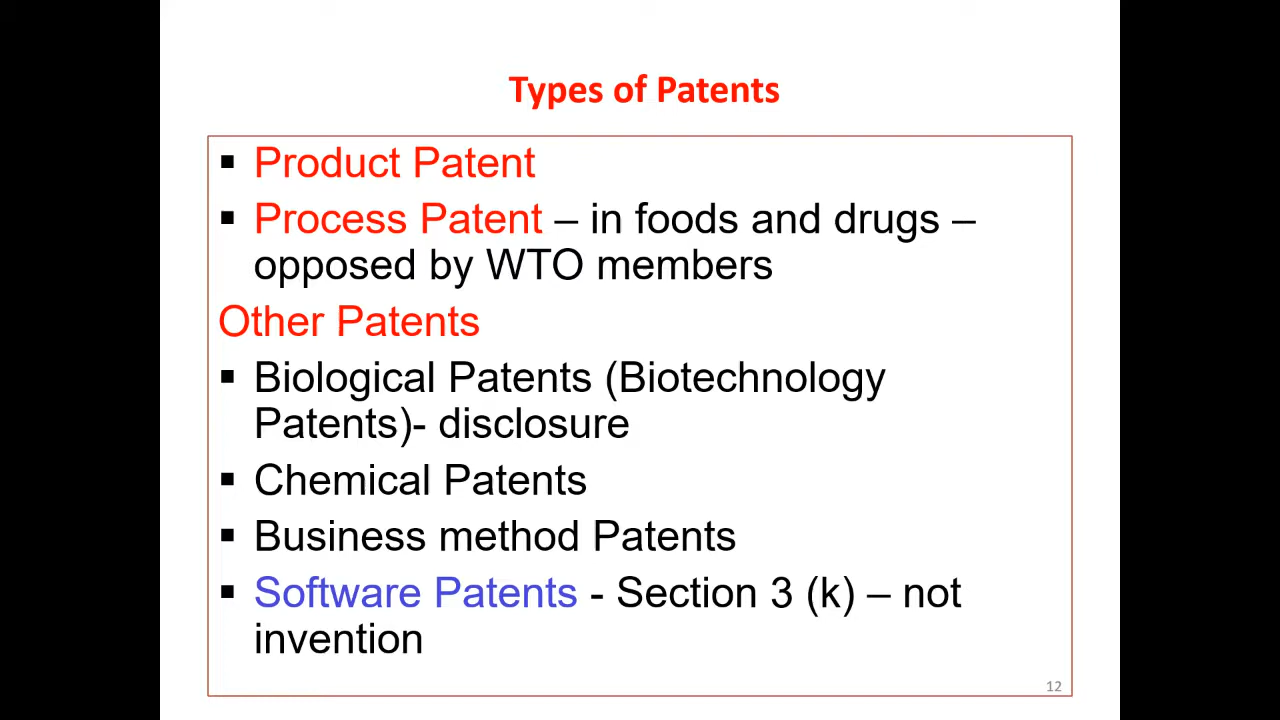 Types of Patents
▪ Product Patent
▪ Process Patent – in foods and drugs –
opposed by WTO members
Other Patents
▪ Biological Patents (Biotechnology
Patents)- disclosure
▪ Chemical Patents
▪ Business method Patents
▪ Software Patents - Section 3 (k) – not
invention
12